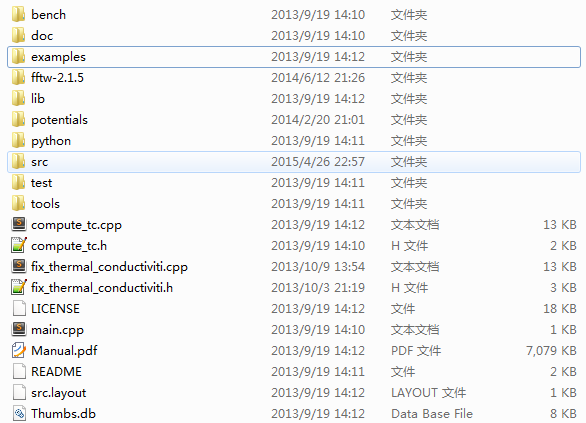 bench 2013/9/19 14:10 文件夹
doc 2013/9/19 14:10 文件夹
examples 2013/9/19 14:12 文件夹
fftw-2.1.5 2014/6/12 21:26 文件夹
lib 2013/9/19 14:12 文件夹
potentials 2014/2/20 21:01 文件夹
python 2013/9/19 14:11 文件夹
src 2015/4/26 22:57 文件夹
test 2013/9/19 14:11 文件夹
tools 2013/9/19 14:11 文件夹
compute_tc.cpp 2013/9/19 14:12 文本文档 13 KB
compute_tc.h 2013/9/19 14:10 H 文件 2 KB
fix_thermal_conductiviti.cpp 2013/10/9 13:54 文本文档 13 KB
fix_thermal_conductiviti.h 2013/10/3 21:19 H 文件 3 KB
LICENSE 2013/9/19 14:12 文件 18 KB
main.cpp 2013/9/19 14:10 文本文档 1 KB
Manual.pdf 2013/9/19 14:12 PDF 文件 7,079 KB
README 2013/9/19 14:11 文件 2 KB
src.layout 2013/9/19 14:12 LAYOUT 文件 1 KB
Thumbs.db 2013/9/19 14:12 Data Base File 8 KB